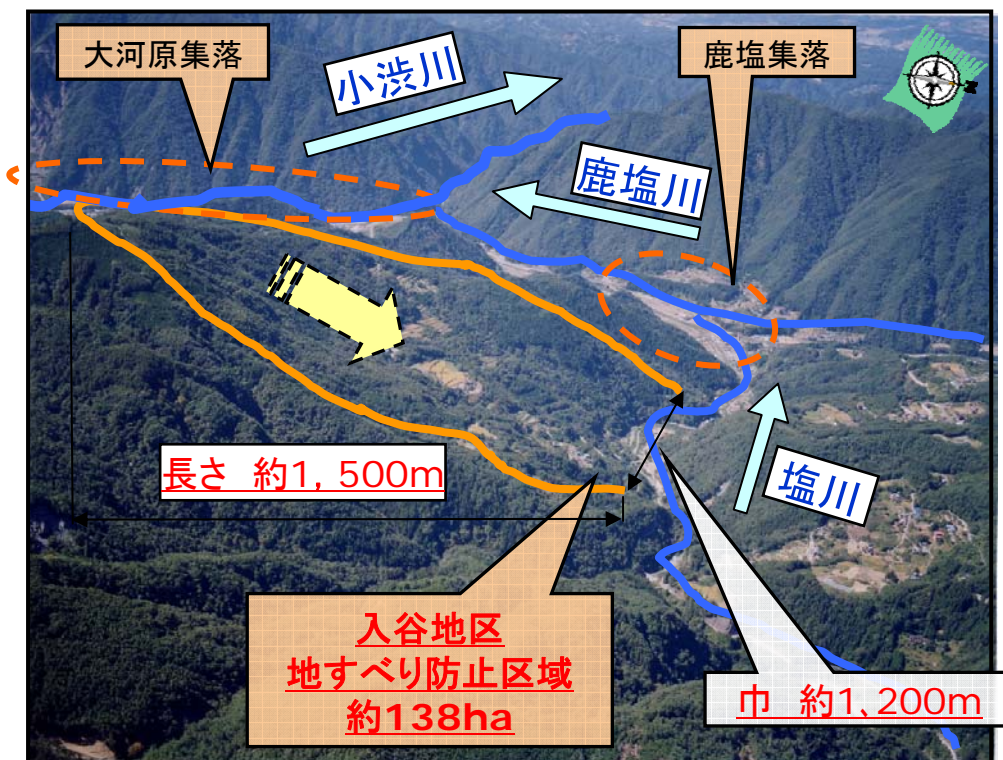 大河原集落
小渋川
鹿塩集落
鹿塩川
長さ 約1,500m
塩川
入谷地区
地すべり防止区域
約138ha
巾 約1,200m